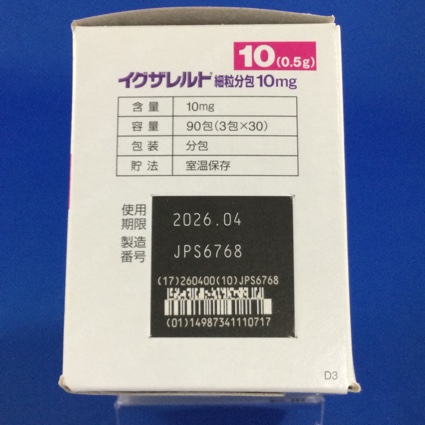 10(0.5g)
イグザレルト 細粒分包10mg
含量 10mg
容量 90包(3包×30)
包装 分包
貯法 室温保存
使用期限 2026.04
製造番号 JPS6768
(17)260400(10)JPS6768
(01)14987341110717
D3